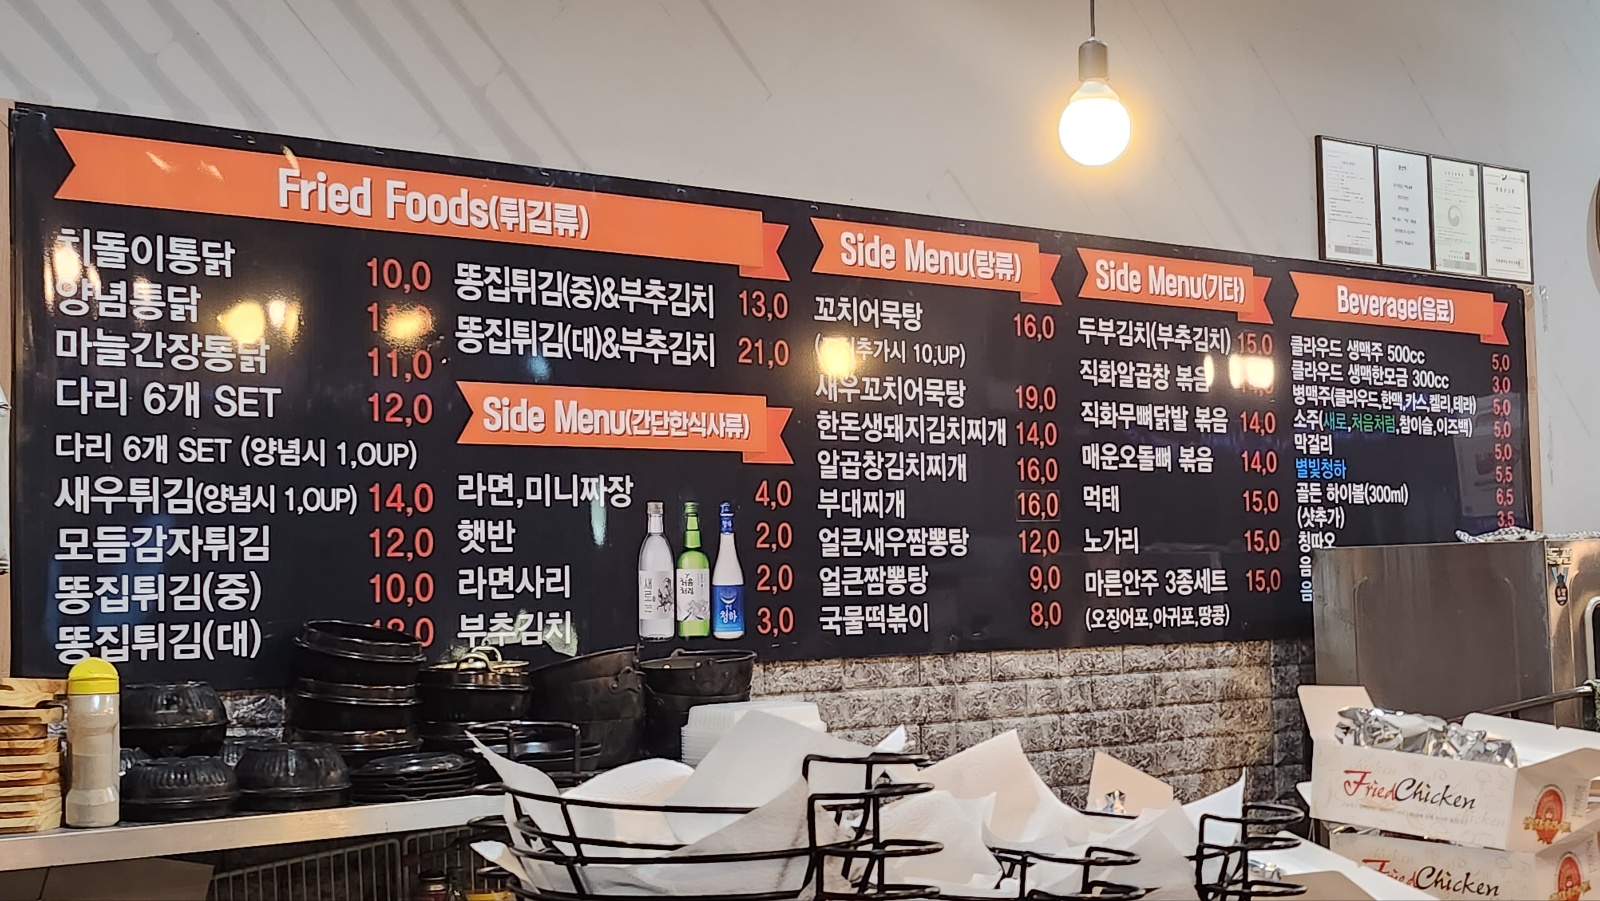 Fried Foods(튀김류)
치돌이통닭 10,0
양념통닭
마늘간장통닭 11,0
다리 6개 SET 12,0
다리 6개 SET (양념시 1,0UP)
새우튀김(양념시 1,0UP) 14,0
모듬감자튀김 12,0
똥집튀김(중) 10,0
똥집튀김(대)
똥집튀김(중)&부추김치 13,0
똥집튀김(대)&부추김치 21,0
Side Menu(간단한식사류)
라면,미니짜장 4,0
햇반 2,0
라면사리 2,0
부추김치 3,0
새로
처음처럼
청하
Side Menu(탕류)
꼬치어묵탕 16,0
추가시 10,UP)
새우꼬치어묵탕 19,0
한돈생돼지김치찌개 14,0
알곱창김치찌개 16,0
부대찌개 16,0
얼큰새우짬뽕탕 12,0
얼큰짬뽕탕 9,0
국물떡볶이 8,0
Side Menu(기타)
두부김치(부추김치) 15,0
직화알곱창 볶음
직화무뼈닭발 볶음 14,0
매운오돌뼈 볶음 14,0
먹태 15,0
노가리 15,0
마른안주 3종세트 15,0
(오징어포,아귀포,땅콩)
Beverage(음료)
클라우드 생맥주 500cc 5,0
클라우드 생맥한모금 300cc 3,0
병맥주(클라우드,한맥,카스,켈리,테라) 5,0
소주(새로,처음처럼,참이슬,이즈백) 5,0
막걸리 5,0
별빛청하 5,5
골든 하이볼(300ml) 6,5
(샷추가) 3,5
칭따오
음
음
Fried Chicken
Fried Chicken